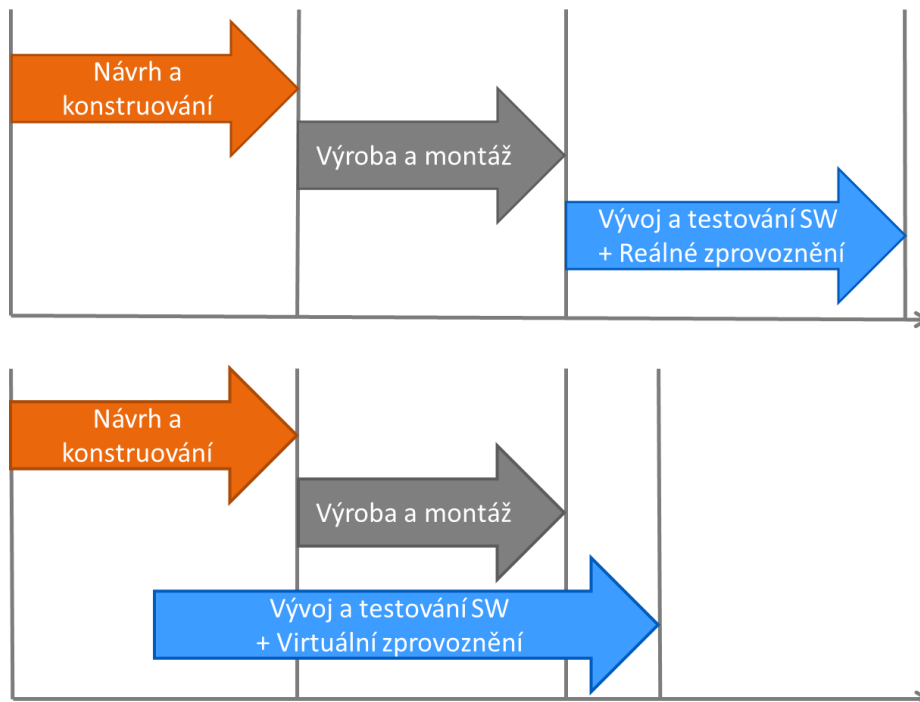 Návrh a
konstruování
Výroba a montáž
Vývoj a testování SW
+ Reálné zprovoznění
Návrh a
konstruování
Výroba a montáž
Vývoj a testování SW
+ Virtuální zprovoznění